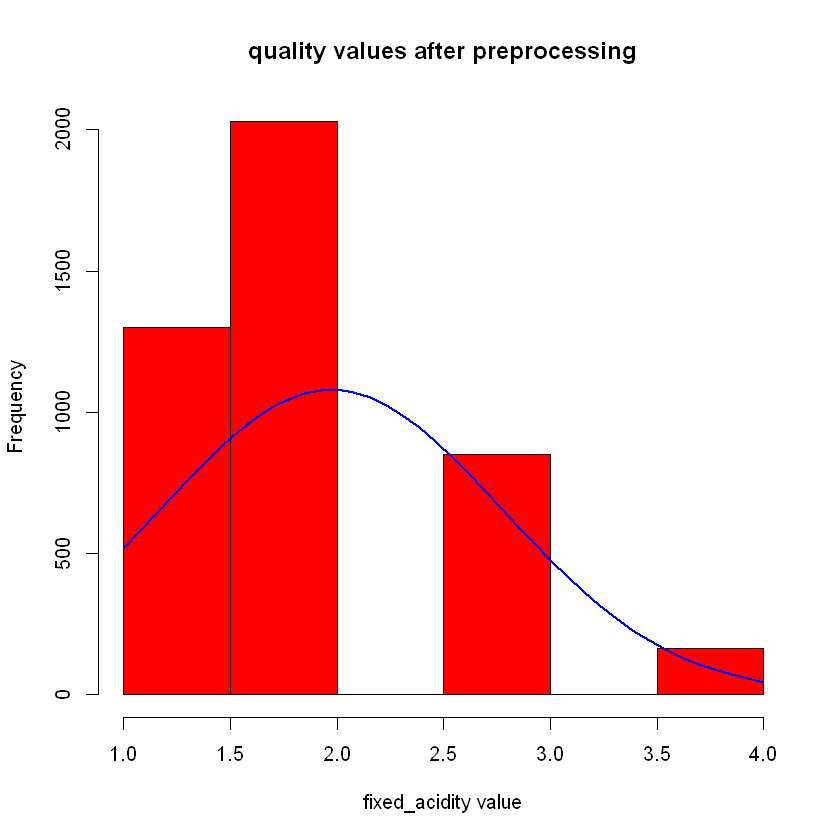 quality values after preprocessing
2000
1500
1000
500
0
Frequency
1.0 1.5 2.0 2.5 3.0 3.5 4.0
fixed_acidity value